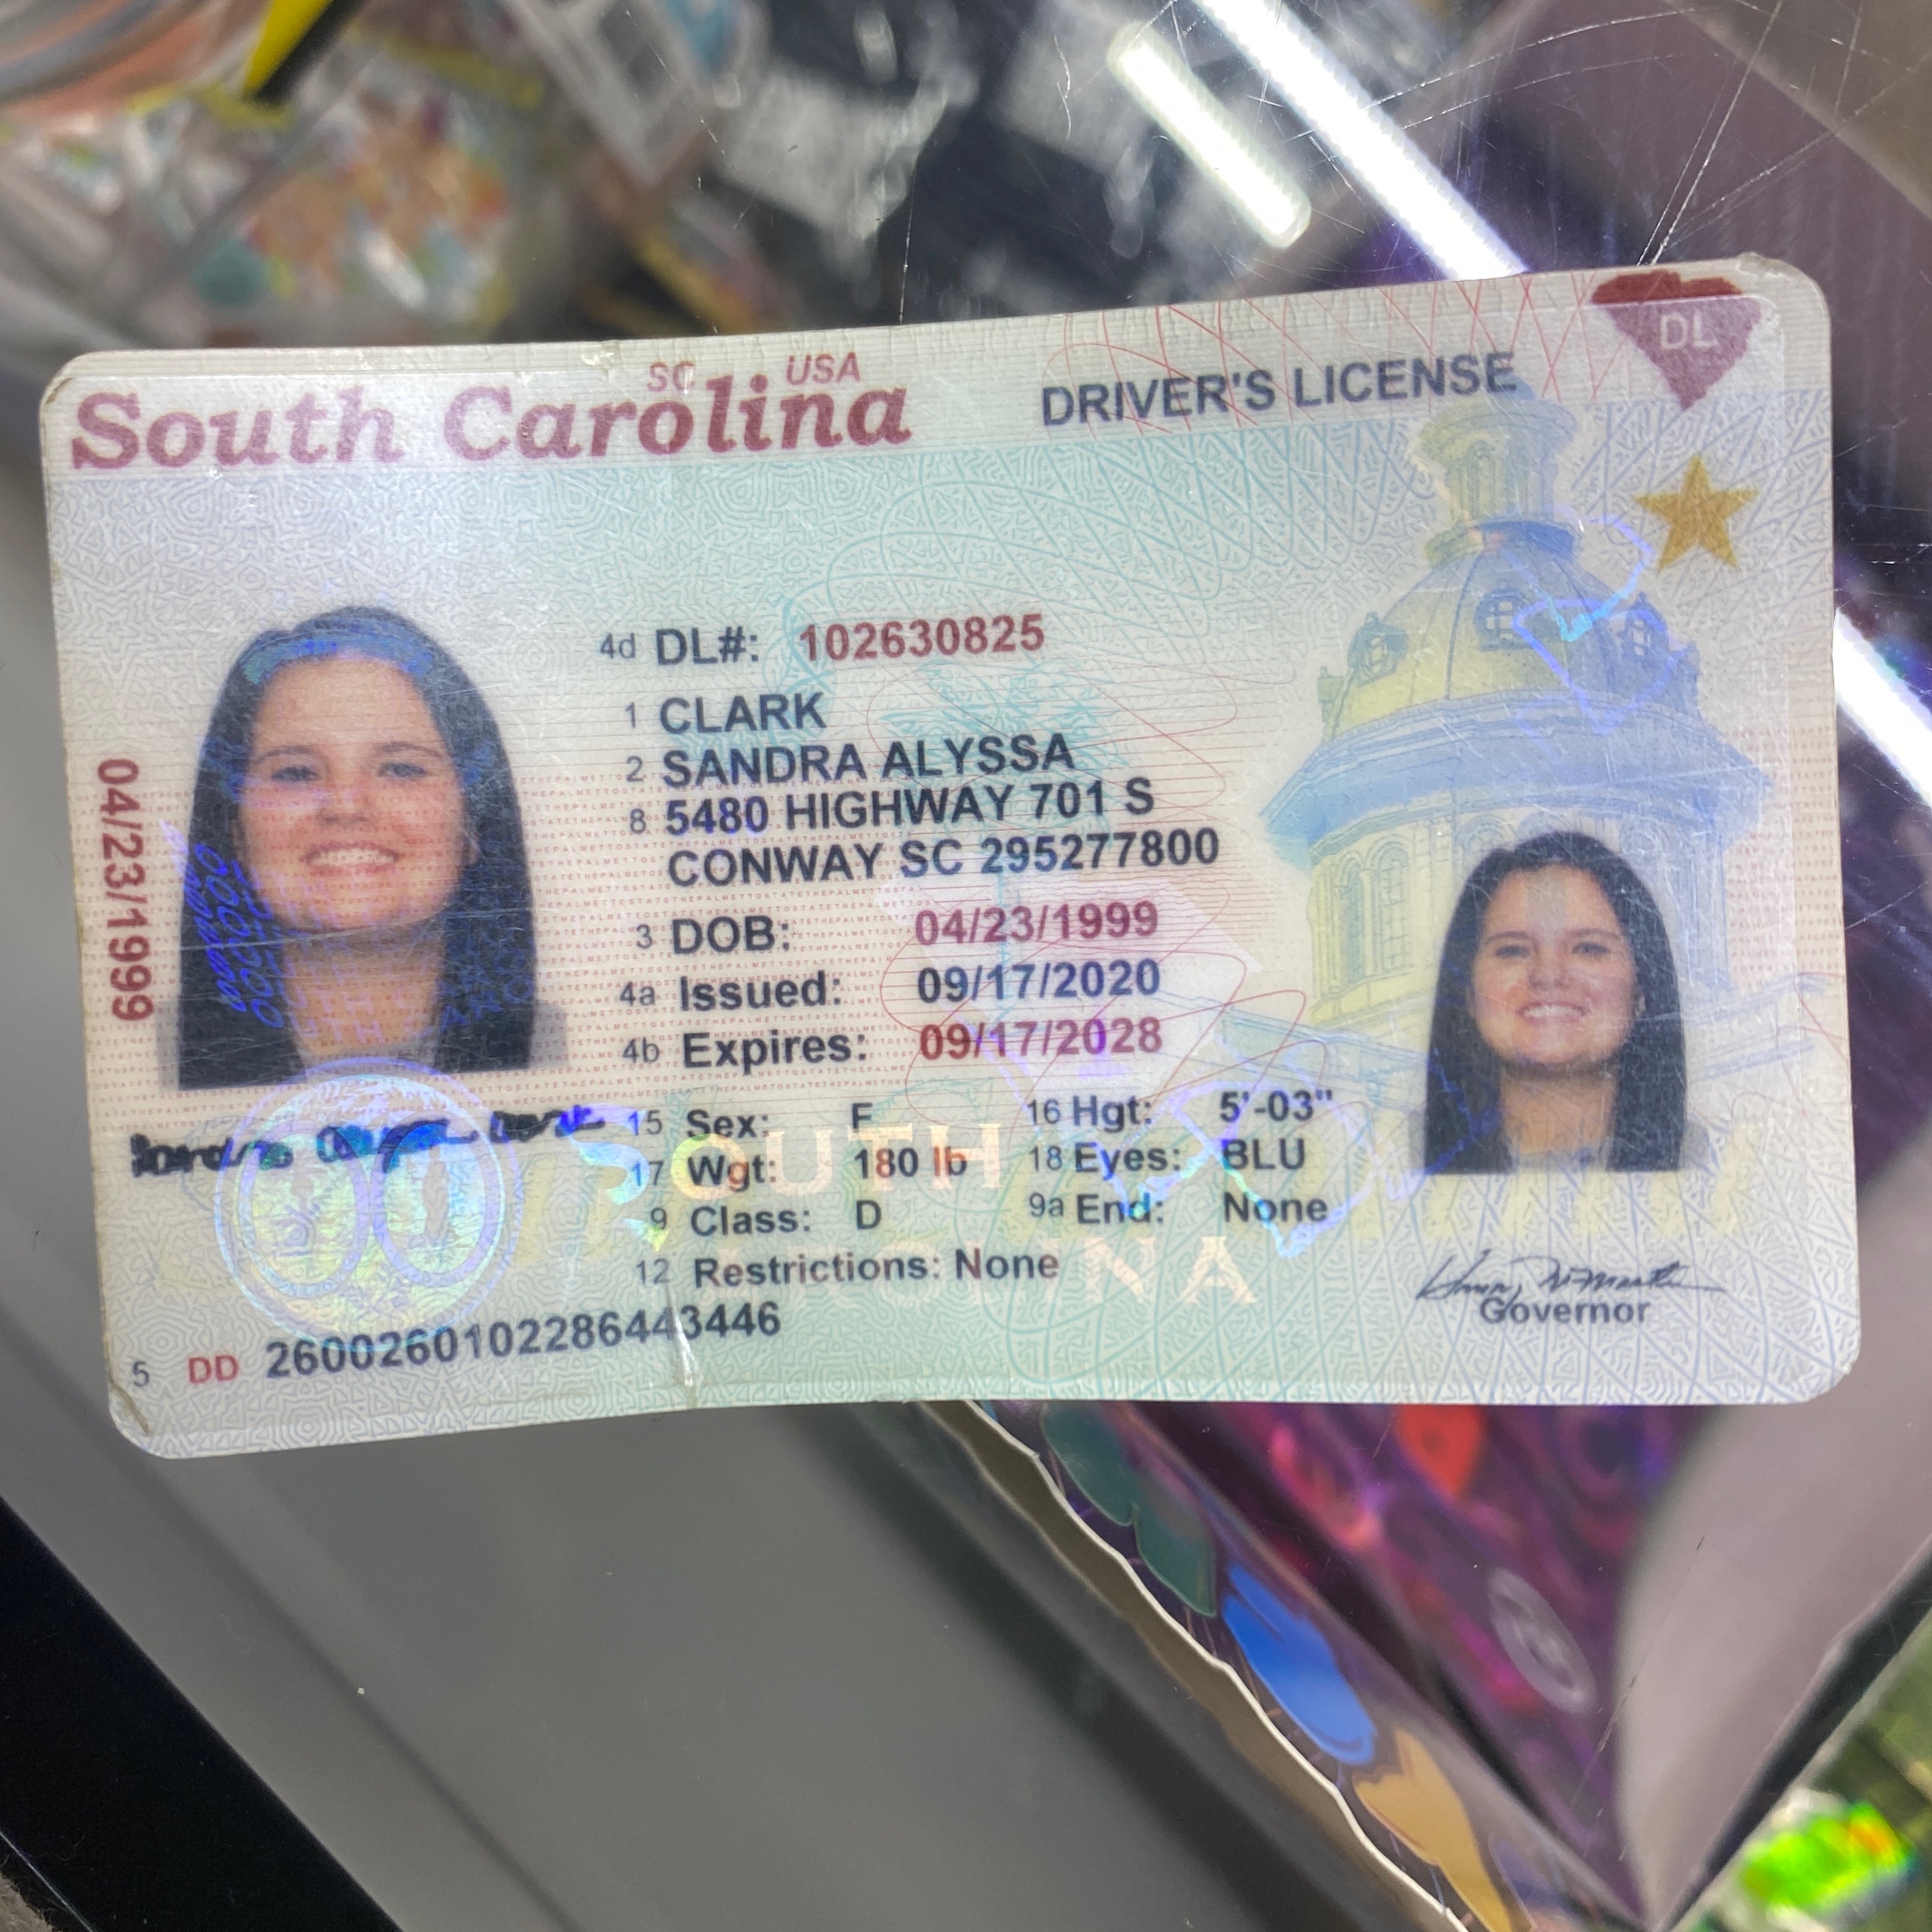 SC USA
South Carolina
DRIVER'S LICENSE
DL
4d DL#: 102630825
1 CLARK
2 SANDRA ALYSSA
8 5480 HIGHWAY 701 S
CONWAY SC 295277800
3 DOB: 04/23/1999
4a Issued: 09/17/2020
4b Expires: 09/17/2028
15 Sex: F 16 Hgt: 5'-03"
17 Wgt: 180 lb 18 Eyes: BLU
9 Class: D 9a End: None
12 Restrictions: None
5 DD 26002601022864​43446
04/23/1999
SOUTH
CAROLINA
Governor